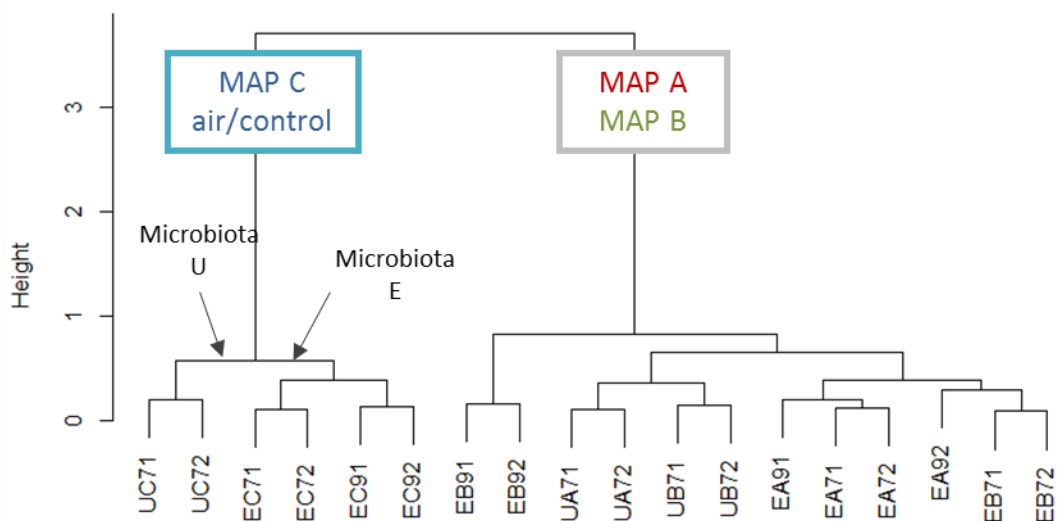 MAP C
air/control
MAP A
MAP B
Height
3
2
1
0
Microbiota
U
Microbiota
E
UC71
UC72
EC71
EC72
EC91
EC92
EB91
EB92
UA71
UA72
UB71
UB72
EA91
EA71
EA72
EA92
EB71
EB72